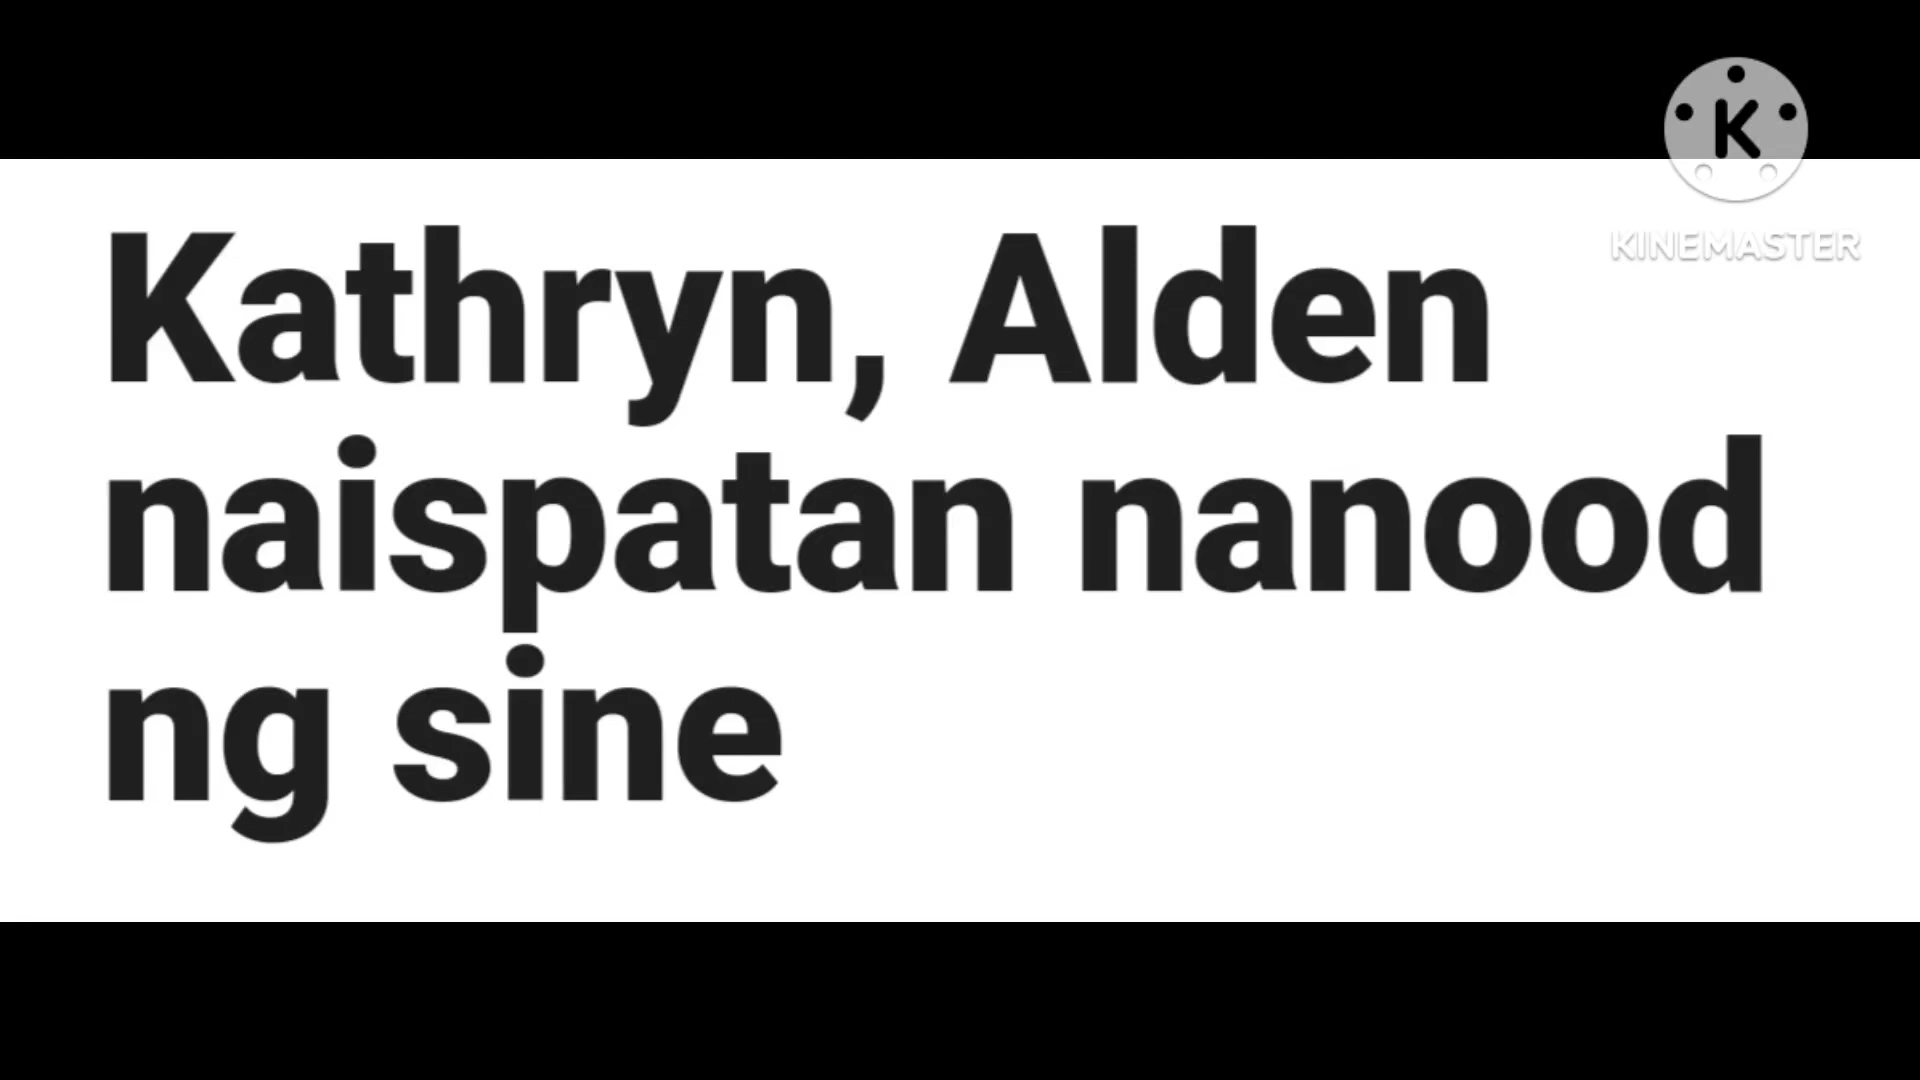 K
KINEMASTER
Kathryn, Alden
naispatan nanood
ng sine